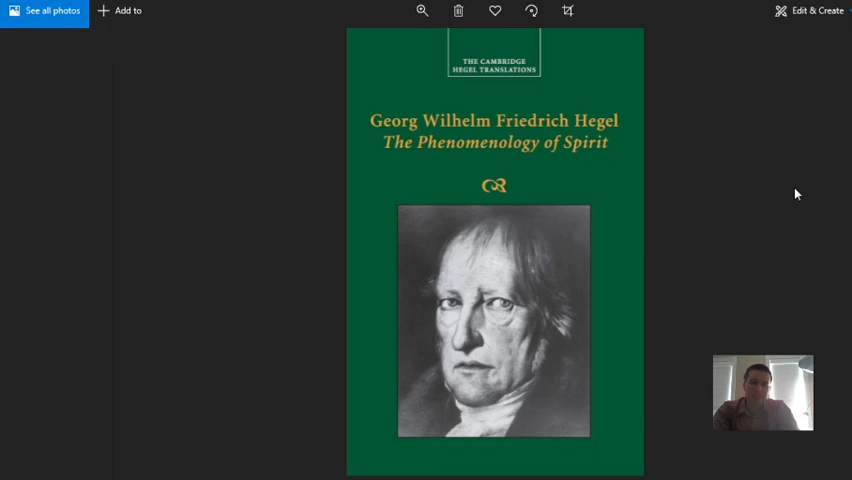 See all photos
Add to
Edit & Create
THE CAMBRIDGE
HEGEL TRANSLATIONS
Georg Wilhelm Friedrich Hegel
The Phenomenology of Spirit